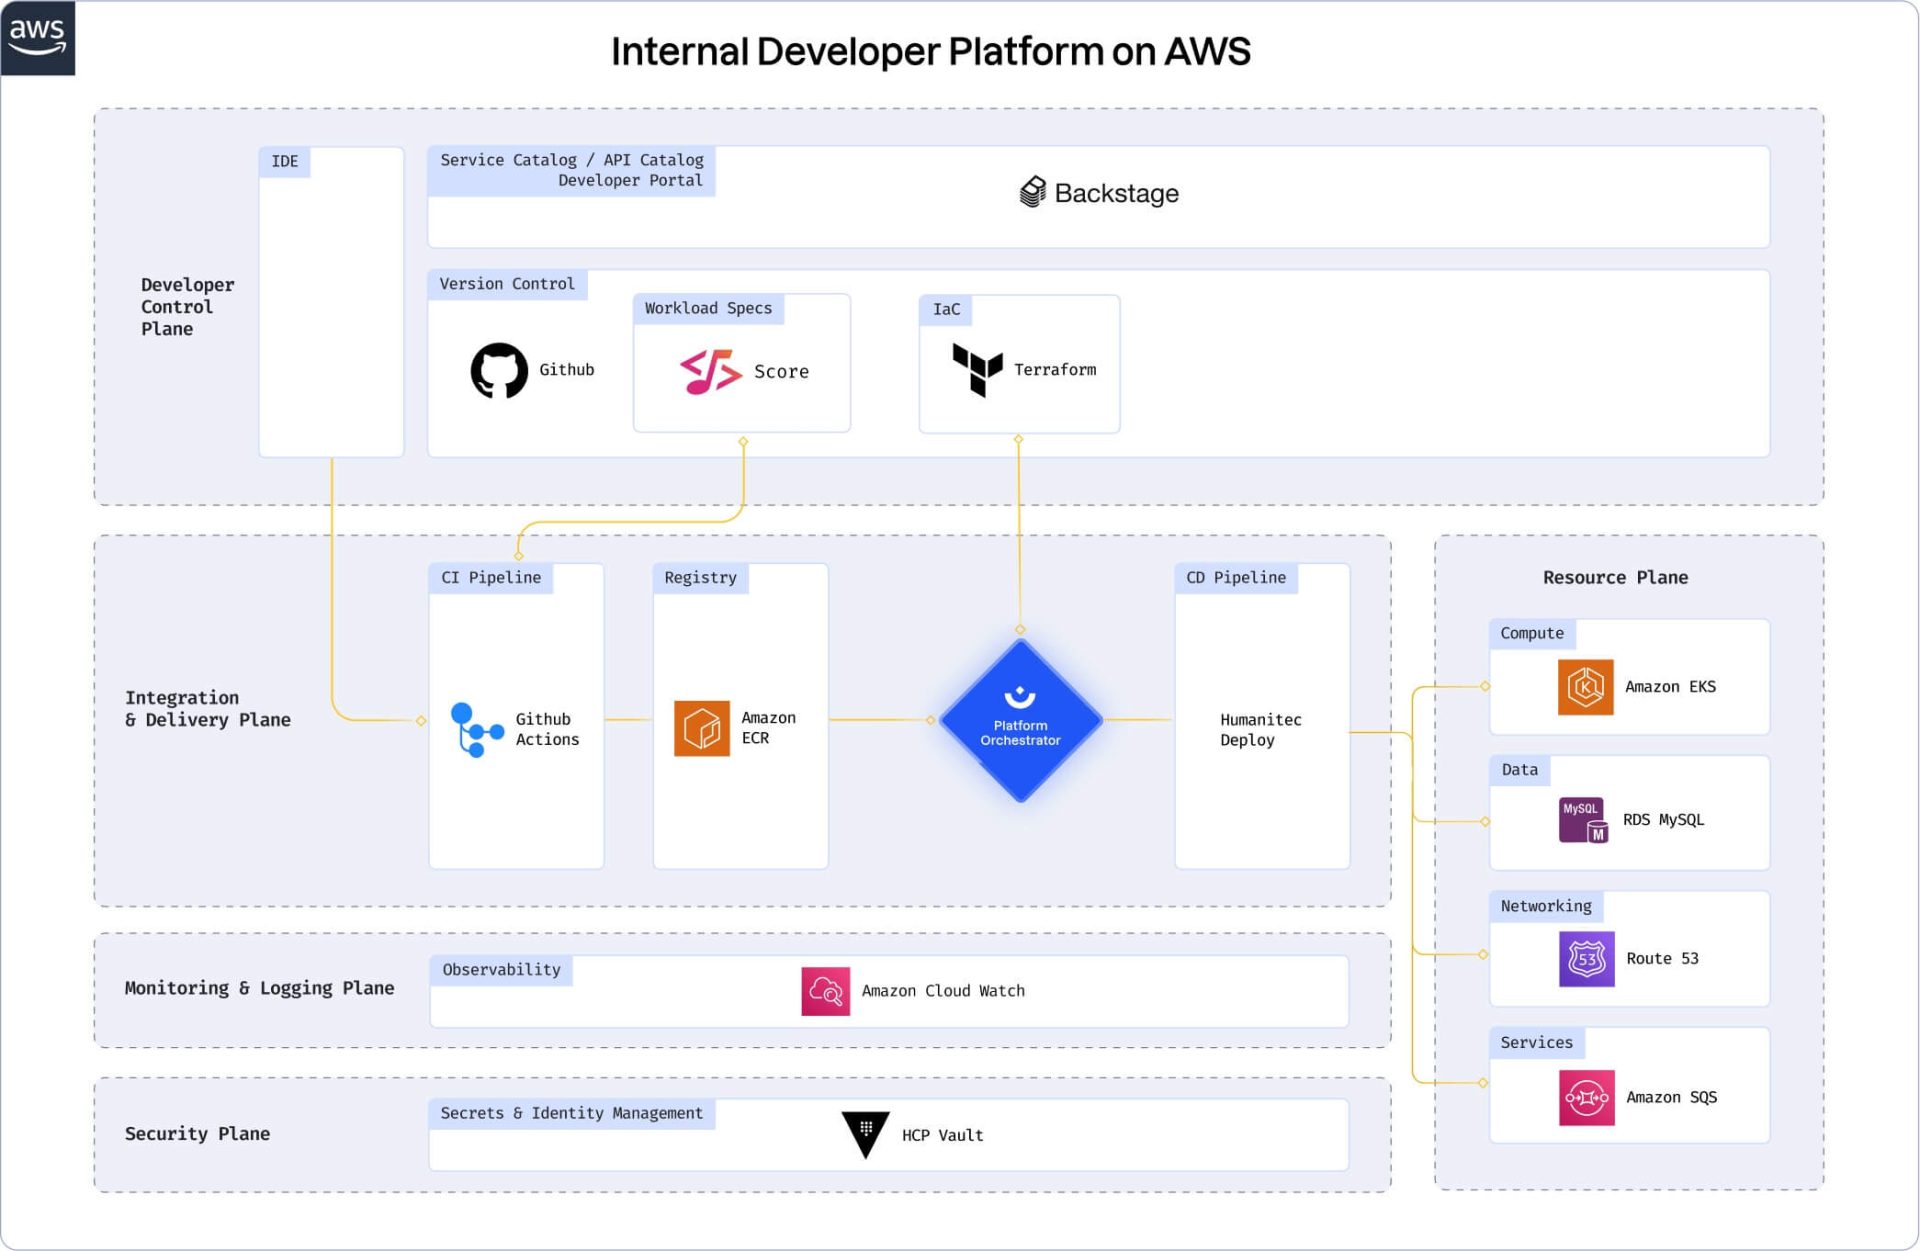 aws
Internal Developer Platform on AWS
Developer
Control
Plane
IDE
Service Catalog / API Catalog
Developer Portal
Backstage
Version Control
Github
Workload Specs
Score
IaC
Terraform
Integration
& Delivery Plane
CI Pipeline
Github
Actions
Registry
Amazon
ECR
Platform
Orchestrator
CD Pipeline
Humanitec
Deploy
Resource Plane
Compute
K
Amazon EKS
Data
MySQL
M
RDS MySQL
Networking
53
Route 53
Services
Amazon SQS
Monitoring & Logging Plane
Observability
Amazon Cloud Watch
Security Plane
Secrets & Identity Management
HCP Vault